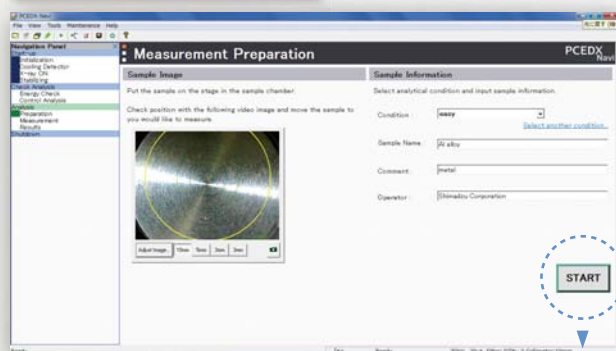 PCEDX Navi
File View Tools Maintenance Help
Navigation Panel
Start-up
Initialization
Cooling Detector
X-ray ON
Stabilizing
Check Analysis
Energy Check
Control Analysis
Analysis
Preparation
Measurement
Results
Shutdown
Measurement Preparation
PCEDX
Navi
Sample Image
Put the sample on the stage in the sample chamber.
Check position with the following video image and move the sample to
you would like to measure.
Adjust Image..
10mm
5mm
3mm
1mm
Sample Information
Select analytical condition and input sample information.
Condition
easy
Select another condition..
Sample Name
Al alloy
Comment
metal
Operator
Shimadzu Corporation
START
Ready